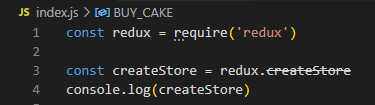 JS index.js > BUY_CAKE
1 const redux = require('redux')
2
3 const createStore = redux.createStore
4 console.log(createStore)